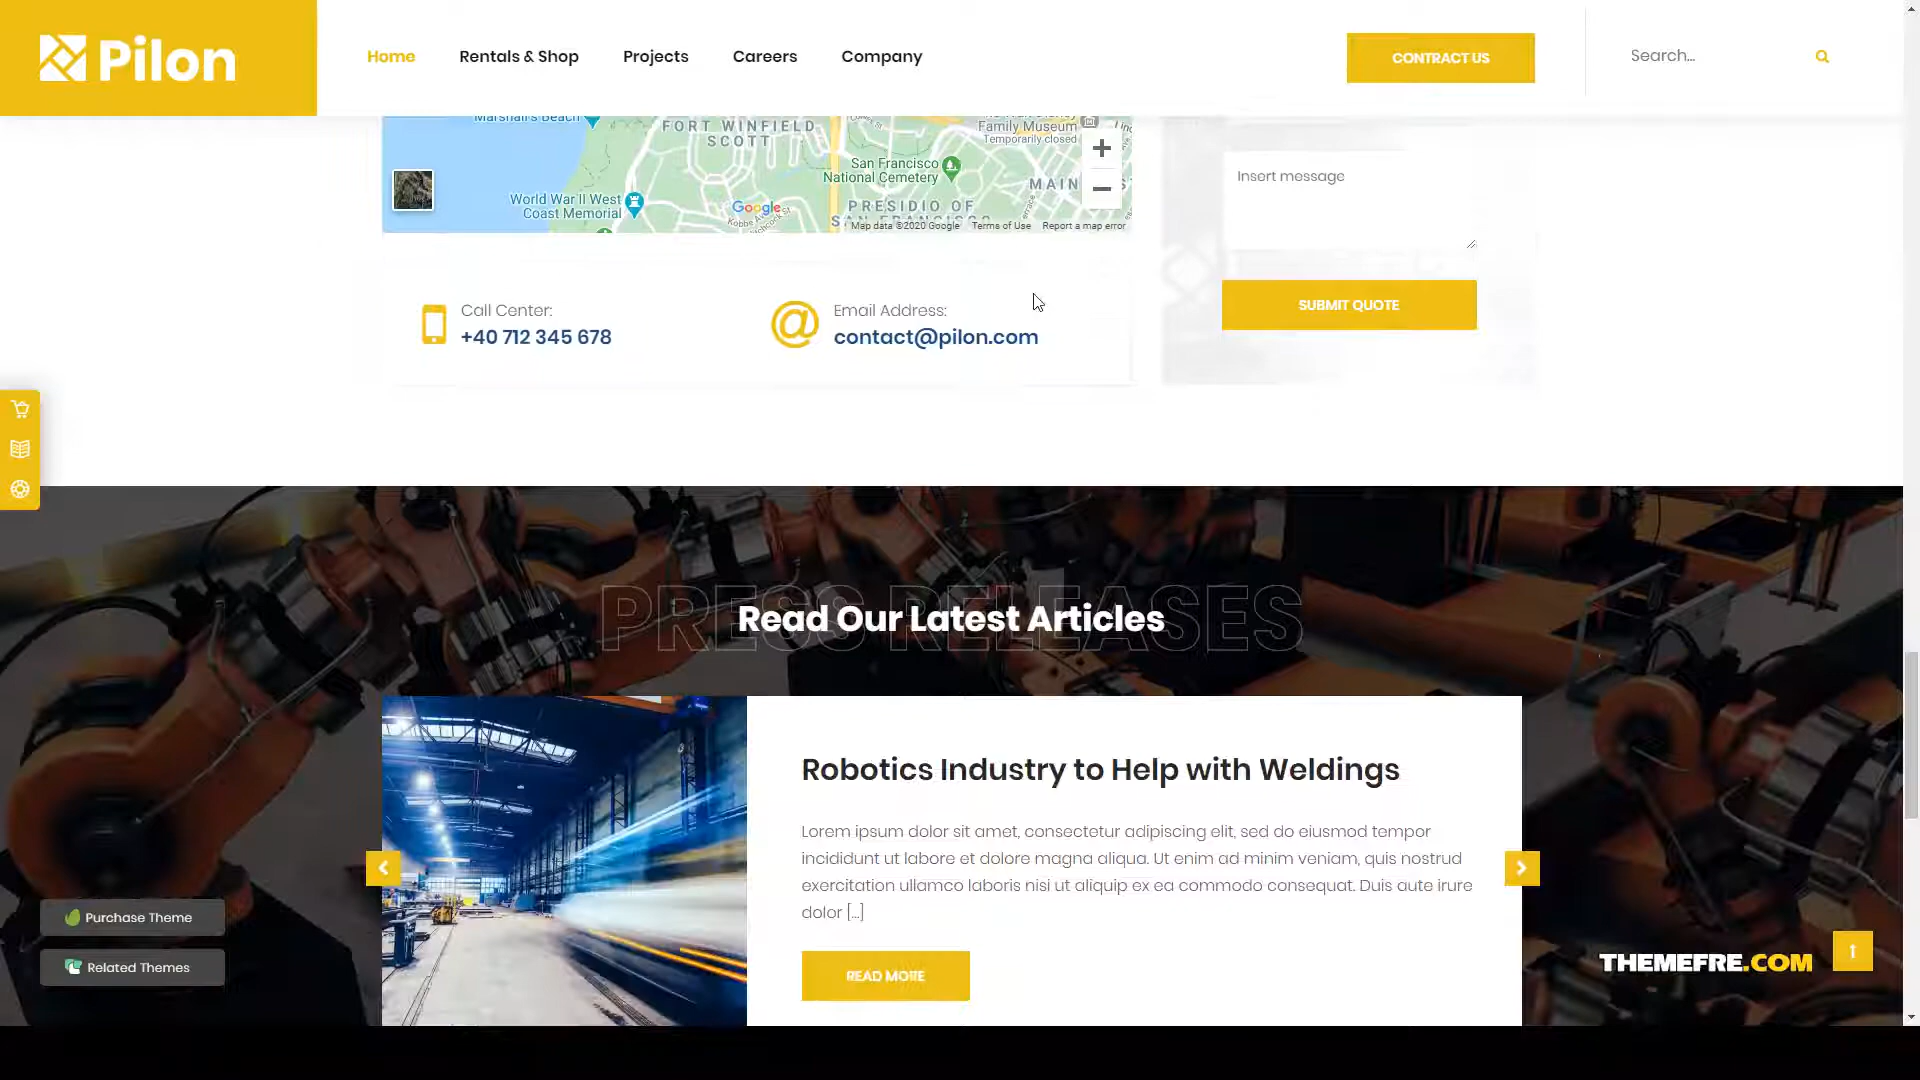 Pilon
Home
Rentals & Shop
Projects
Careers
Company
CONTRACT US
Search...
Marshall's Beach
FORT WINFIELD
SCOTT
Family Museum
Temporarily closed
San Francisco
National Cemetery
MAIN
World War II West
Coast Memorial
Google
PRESIDIO OF
SAN FRANCISCO
Map data ©2020 Google
Terms of Use
Report a map error
Insert message
SUBMIT QUOTE
Call Center:
+40 712 345 678
Email Address:
contact@pilon.com
PRESS RELEASES
Read Our Latest Articles
Robotics Industry to Help with Weldings
Lorem ipsum dolor sit amet, consectetur adipiscing elit, sed do eiusmod tempor
incididunt ut labore et dolore magna aliqua. Ut enim ad minim veniam, quis nostrud
exercitation ullamco laboris nisi ut aliquip ex ea commodo consequat. Duis aute irure
dolor [...]
READ MORE
Purchase Theme
Related Themes
THEMEFRE.COM